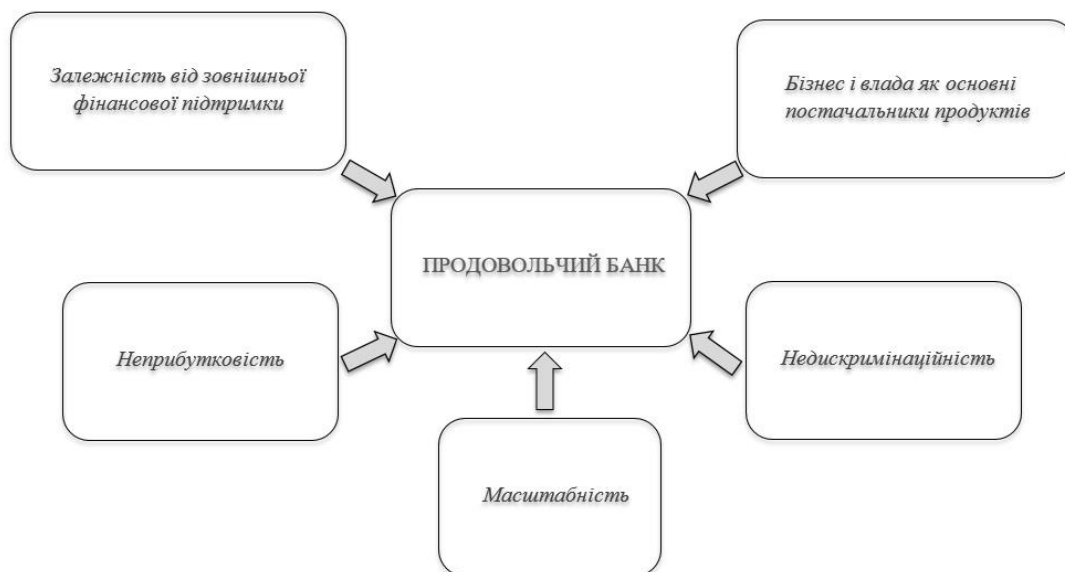 Залежність від зовнішньої
фінансової підтримки
Бізнес і влада як основні
постачальники продуктів
ПРОДОВОЛЬЧИЙ БАНК
Неприбутковість
Недискримінаційність
Масштабність